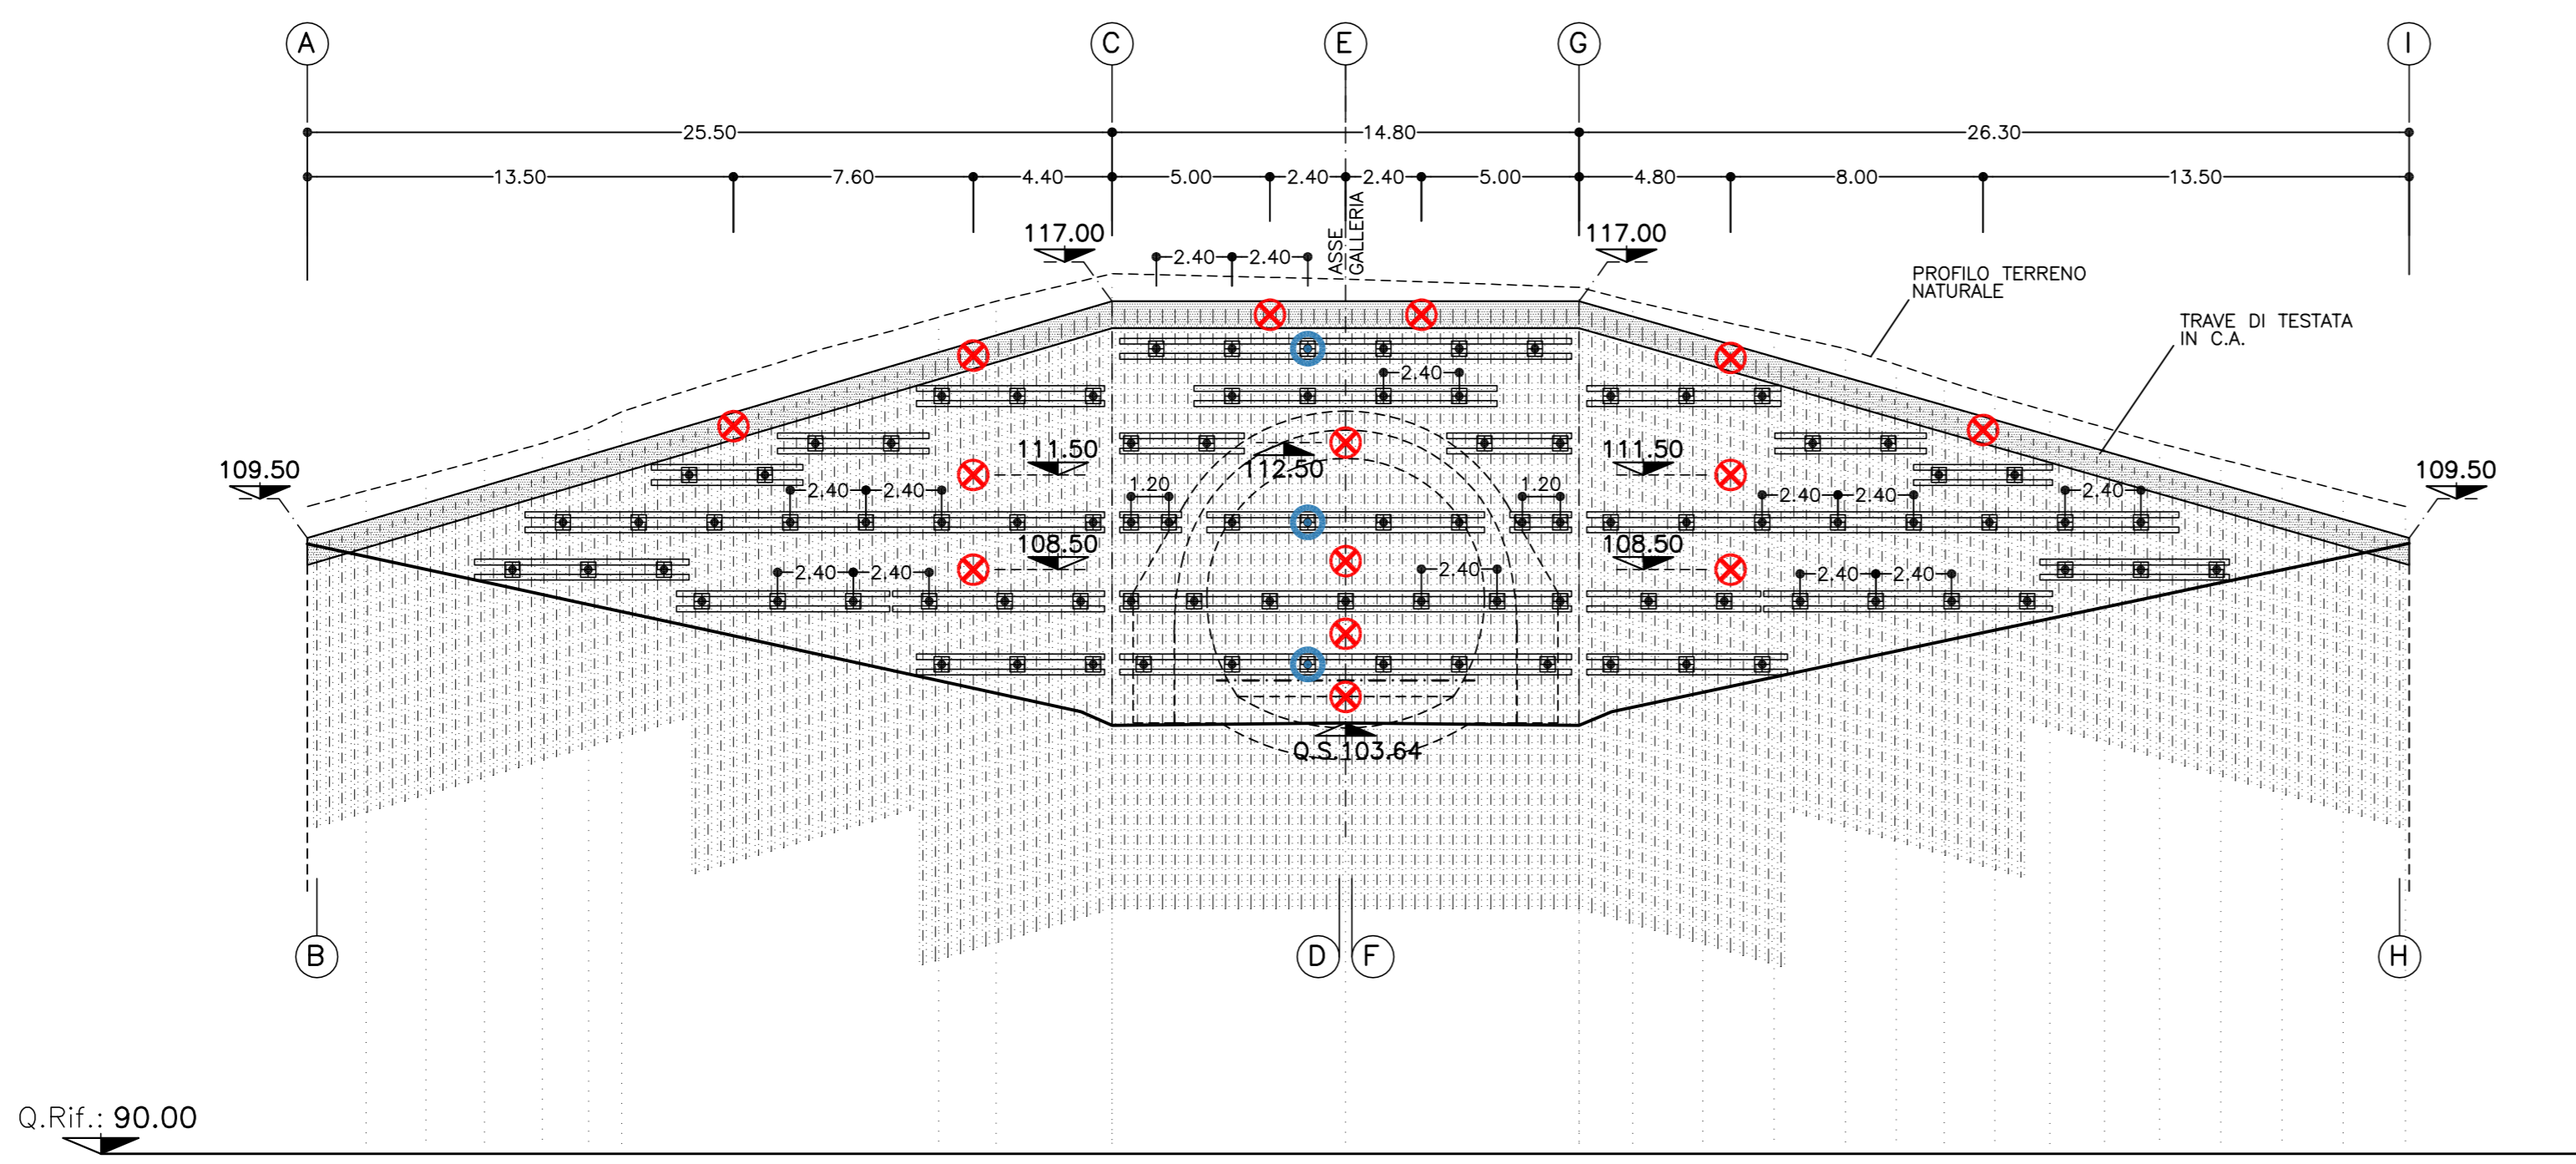 A C E G I
25.50 14.80 26.30
13.50 7.60 4.40 5.00 2.40 2.40 5.00 4.80 8.00 13.50
ASSE
GALLERIA
117.00 117.00
2.40 2.40
PROFILO TERRENO
NATURALE
TRAVE DI TESTATA
IN C.A.
2.40
109.50 111.50 112.50 111.50 109.50
1.20 1.20
2.40 2.40 2.40 2.40 2.40
108.50 108.50
2.40 2.40 2.40 2.40 2.40
Q.S.103.64
B D F H
Q.Rif.: 90.00